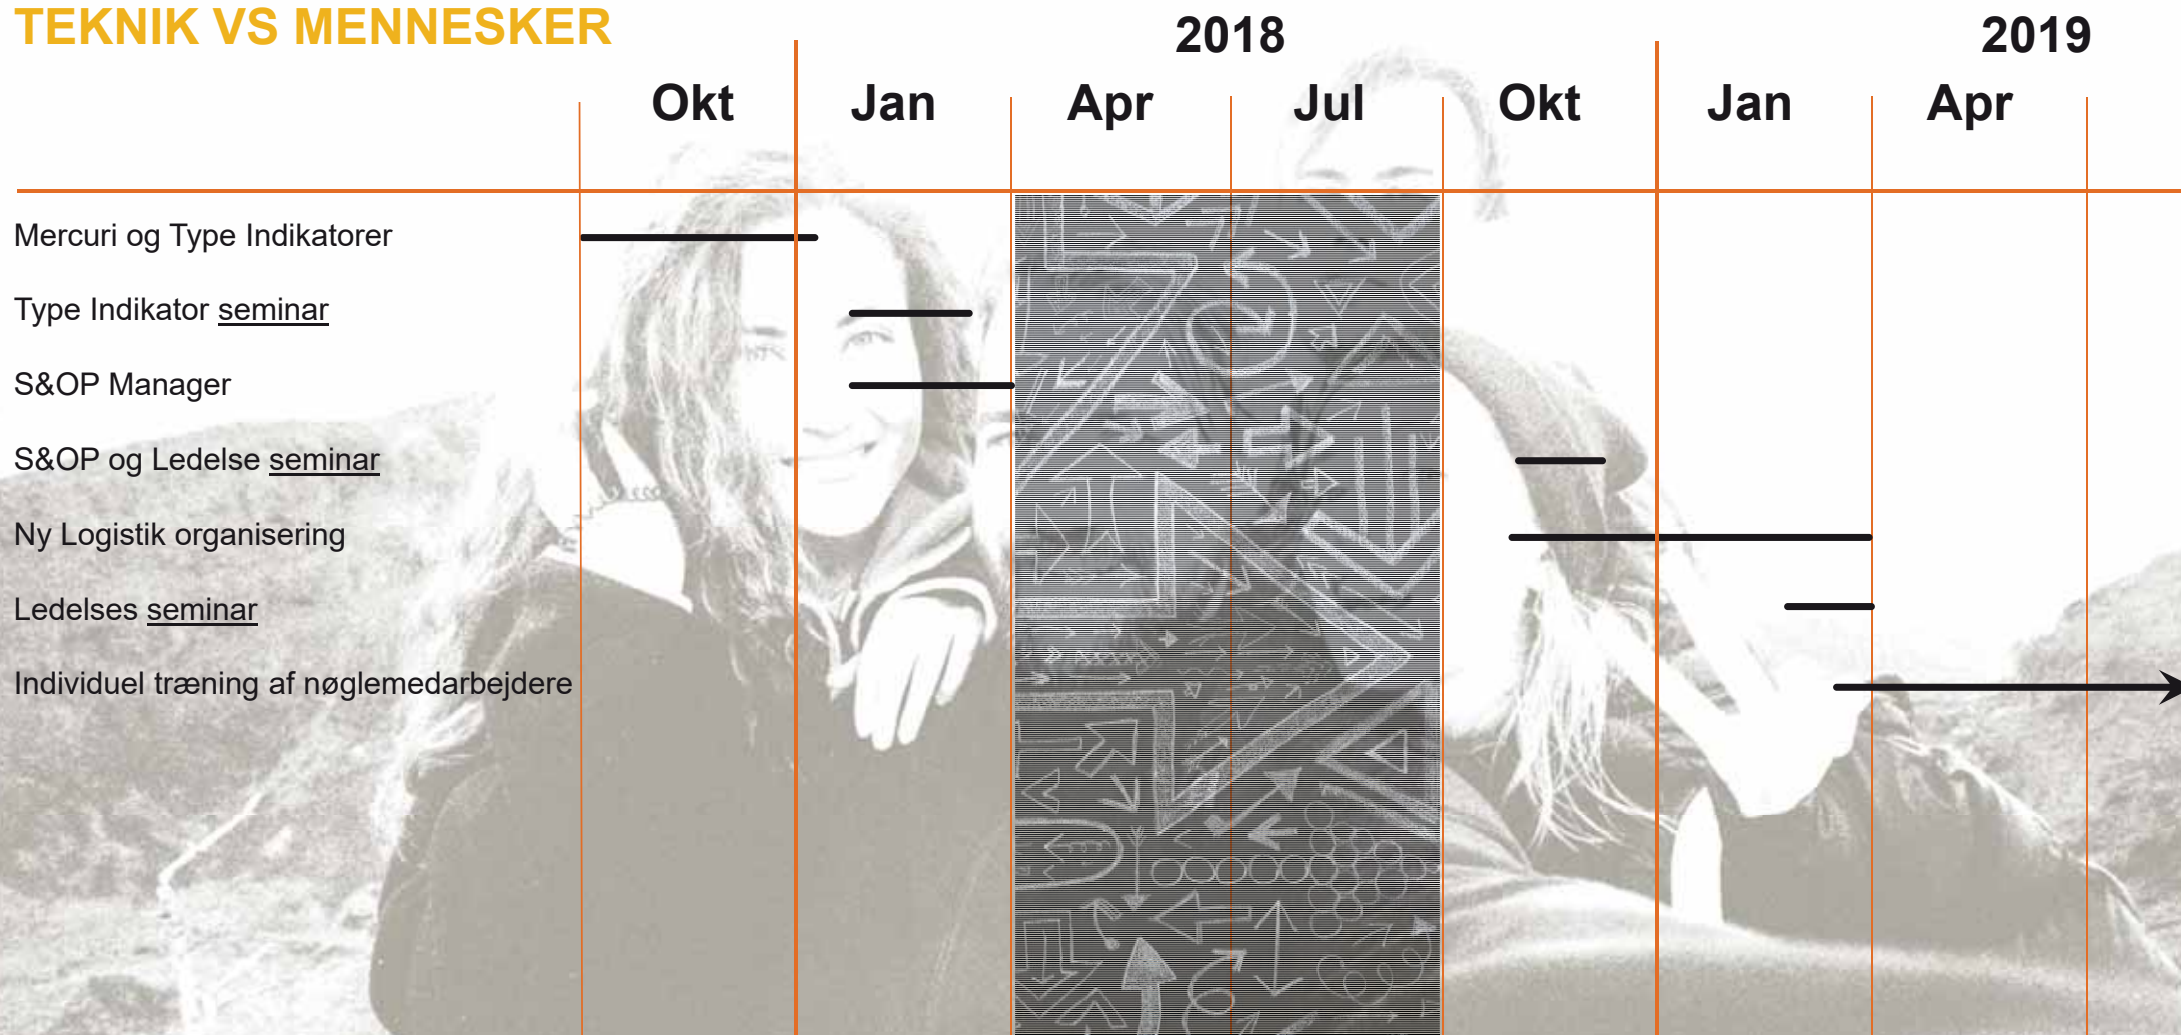 TEKNIK VS MENNESKER
2018
2019
Okt Jan Apr Jul Okt Jan Apr
Mercuri og Type Indikatorer
Type Indikator seminar
S&OP Manager
S&OP og Ledelse seminar
Ny Logistik organisering
Ledelses seminar
Individuel træning af nøglemedarbejdere